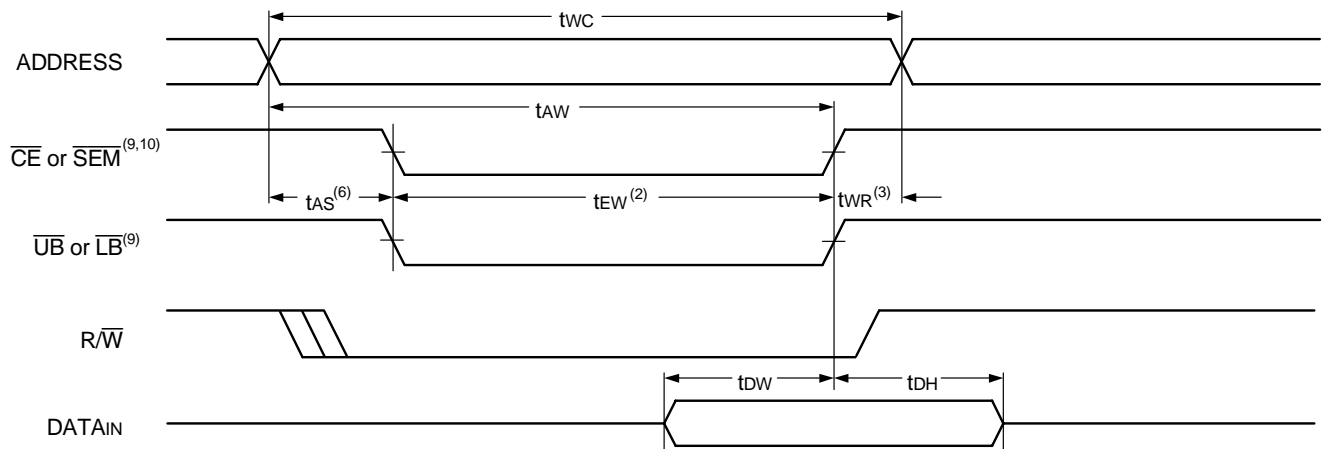 tWC
ADDRESS
tAW
CE or SEM(9,10)
tAS(6)
tEW(2)
tWR(3)
UB or LB(9)
R/W
tDW
tDH
DATAIN